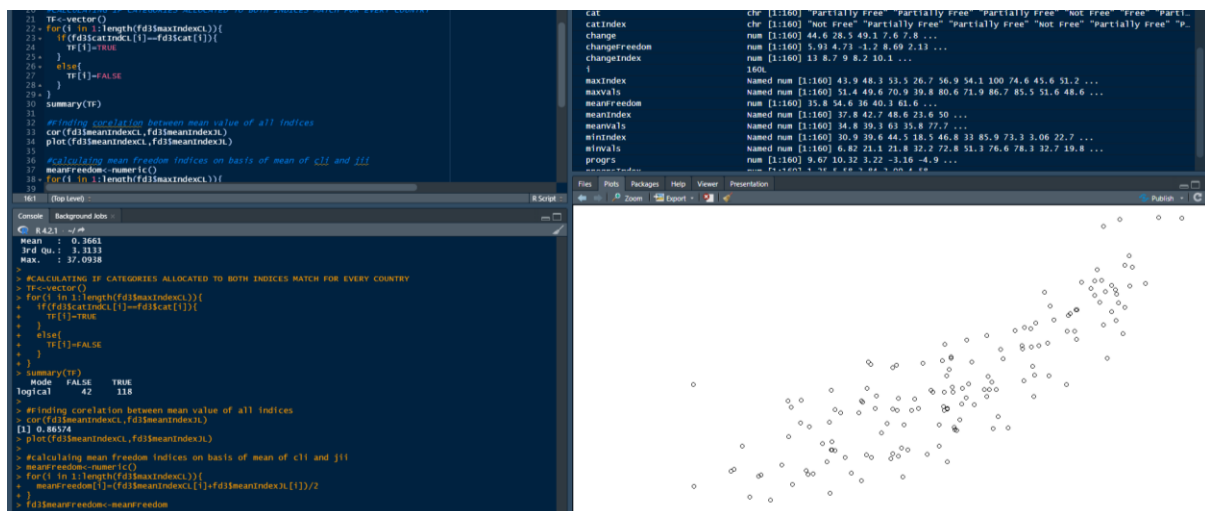 20 #CALCULATING IF CATEGORIES ALLOCATED TO BOTH INDICES MATCH FOR EVERY COUNTRY
21 TF<-vector()
22 for(i in 1:length(fd3$maxIndexCL)){
23 if(fd3$catIndCL[i]==fd3$cat[i]){
24 TF[i]=TRUE
25 }
26 else{
27 TF[i]=FALSE
28 }
29 }
30 summary(TF)
31
32 #Finding corelation between mean value of all indices
33 cor(fd3$meanIndexCL,fd3$meanIndexJL)
34 plot(fd3$meanIndexCL,fd3$meanIndexJL)
35
36 #calculaing mean freedom indices on basis of mean of cli and jli
37 meanFreedom<-numeric()
38 for(i in 1:length(fd3$maxIndexCL)){
39
16:1 (Top Level) R Script
Console Background Jobs
R 4.2.1 · ~/
Mean : 0.3661
3rd Qu.: 3.3133
Max. : 37.0938
>
> #CALCULATING IF CATEGORIES ALLOCATED TO BOTH INDICES MATCH FOR EVERY COUNTRY
> TF<-vector()
> for(i in 1:length(fd3$maxIndexCL)){
+ if(fd3$catIndCL[i]==fd3$cat[i]){
+ TF[i]=TRUE
+ }
+ else{
+ TF[i]=FALSE
+ }
+ }
> summary(TF)
Mode FALSE TRUE
logical 42 118
>
> #Finding corelation between mean value of all indices
> cor(fd3$meanIndexCL,fd3$meanIndexJL)
[1] 0.86574
> plot(fd3$meanIndexCL,fd3$meanIndexJL)
>
> #calculaing mean freedom indices on basis of mean of cli and jli
> meanFreedom<-numeric()
> for(i in 1:length(fd3$maxIndexCL)){
+ meanFreedom[i]=(fd3$meanIndexCL[i]+fd3$meanIndexJL[i])/2
+ }
> fd3$meanFreedom<-meanFreedom
cat chr [1:160] "Partially Free" "Partially Free" "Partially Free" "Not Free" "Free" "Parti…
catIndex chr [1:160] "Not Free" "Partially Free" "Partially Free" "Not Free" "Partially Free" "P…
change num [1:160] 44.6 28.5 49.1 7.6 7.8 ...
changeFreedom num [1:160] 5.93 4.73 -1.2 8.69 2.13 ...
changeIndex num [1:160] 13 8.7 9 8.2 10.1 ...
i 160L
maxIndex Named num [1:160] 43.9 48.3 53.5 26.7 56.9 54.1 100 74.6 45.6 51.2 ...
maxVals Named num [1:160] 51.4 49.6 70.9 39.8 80.6 71.9 86.7 85.5 51.6 48.6 ...
meanFreedom num [1:160] 35.8 54.6 36 40.3 61.6 ...
meanIndex Named num [1:160] 37.8 42.7 48.6 23.6 50 ...
meanVals Named num [1:160] 34.8 39.3 63 35.8 77.7 ...
minIndex Named num [1:160] 30.9 39.6 44.5 18.5 46.8 33 85.9 73.3 3.06 22.7 ...
minVals Named num [1:160] 6.82 21.1 21.8 32.2 72.8 51.3 76.6 78.3 32.7 19.8 ...
progrs num [1:160] 9.67 10.32 3.22 -3.16 -4.9 ...
Files Plots Packages Help Viewer Presentation
Zoom Export Publish